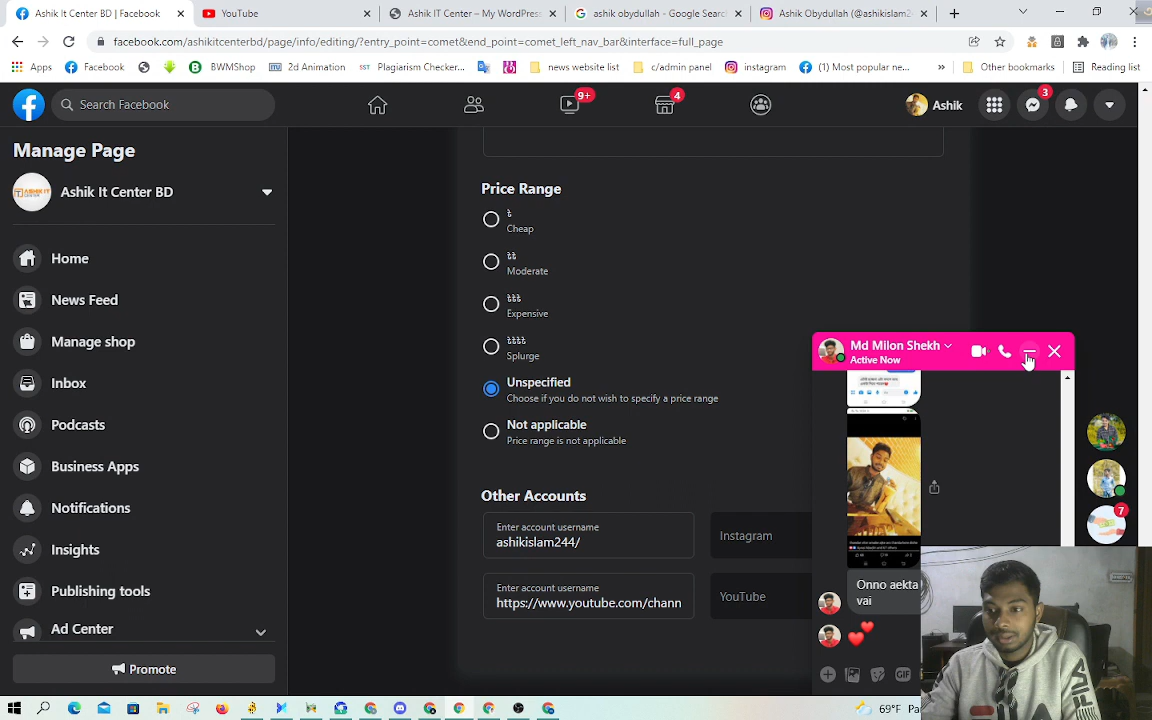 Ashik It Center BD | Facebook
YouTube
Ashik IT Center – My WordPress
ashik obydullah - Google Searc
Ashik Obydullah (@ashikislam2
facebook.com/ashikitcenterbd/page/info/editing/?entry_point=comet&end_point=comet_left_nav_bar&interface=full_page
Apps
Facebook
BWMShop
2d Animation
SST
Plagiarism Checker...
news website list
c/admin panel
instagram
(1) Most popular ne...
»
Other bookmarks
Reading list
Search Facebook
9+
4
Ashik
3
Manage Page
Ashik It Center BD
Home
News Feed
Manage shop
Inbox
Podcasts
Business Apps
Notifications
Insights
Publishing tools
Ad Center
Promote
Price Range
৳
Cheap
৳৳
Moderate
৳৳৳
Expensive
৳৳৳৳
Splurge
Unspecified
Choose if you do not wish to specify a price range
Not applicable
Price range is not applicable
Other Accounts
Enter account username
ashikislam244/
Instagram
Enter account username
https://www.youtube.com/chann
YouTube
Md Milon Shekh
Active Now
Onno aekta
vai
GIF
7
69°F